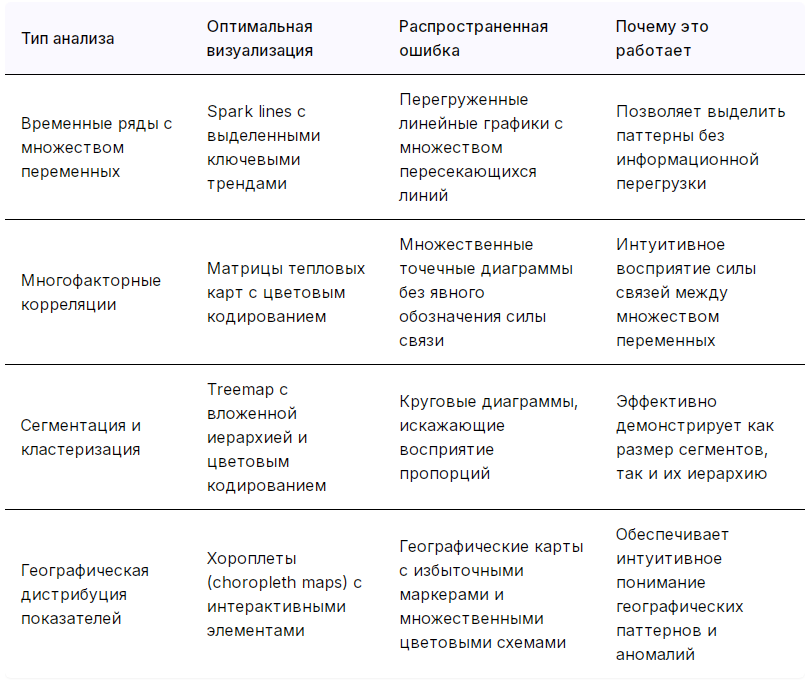 Тип анализа
Оптимальная
визуализация
Распространенная
ошибка
Почему это
работает
Временные ряды с
множеством
переменных
Spark lines с
выделенными
ключевыми
трендами
Перегруженные
линейные графики с
множеством
пересекающихся
линий
Позволяет выделить
паттерны без
информационной
перегрузки
Многофакторные
корреляции
Матрицы тепловых
карт с цветовым
кодированием
Множественные
точечные диаграммы
без явного
обозначения силы
связи
Интуитивное
восприятие силы
связей между
множеством
переменных
Сегментация и
кластеризация
Treemap с
вложенной
иерархией и
цветовым
кодированием
Круговые диаграммы,
искажающие
восприятие
пропорций
Эффективно
демонстрирует как
размер сегментов,
так и их иерархию
Географическая
дистрибуция
показателей
Хороплеты
(choropleth maps) с
интерактивными
элементами
Географические карты
с избыточными
маркерами и
множественными
цветовыми схемами
Обеспечивает
интуитивное
понимание
географических
паттернов и
аномалий